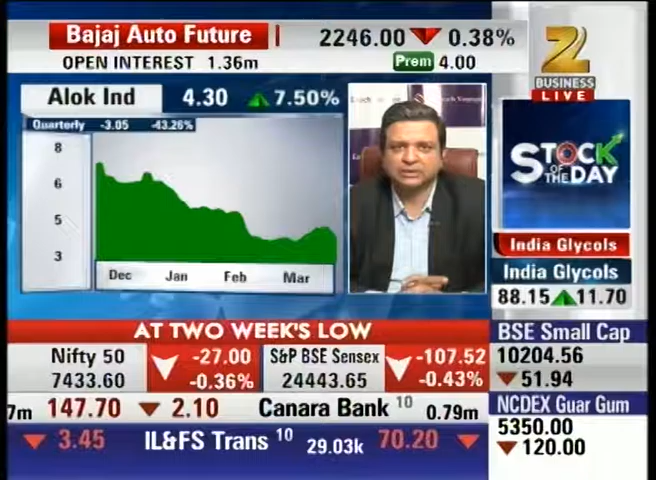 Bajaj Auto Future
2246.00 0.38%
OPEN INTEREST 1.36m
Prem 4.00
Z
BUSINESS
LIVE
Alok Ind 4.30 7.50%
Quarterly -3.05 -43.26%
8
6
5
3
Dec Jan Feb Mar
STOCK
OF THE DAY
India Glycols
India Glycols
88.15 11.70
AT TWO WEEK'S LOW
Nifty 50 -27.00
7433.60 -0.36%
S&P BSE Sensex -107.52
24443.65 -0.43%
BSE Small Cap
10204.56
51.94
NCDEX Guar Gum
5350.00
120.00
7m 147.70 2.10 Canara Bank 10 0.79m
3.45 IL&FS Trans 10 29.03k 70.20